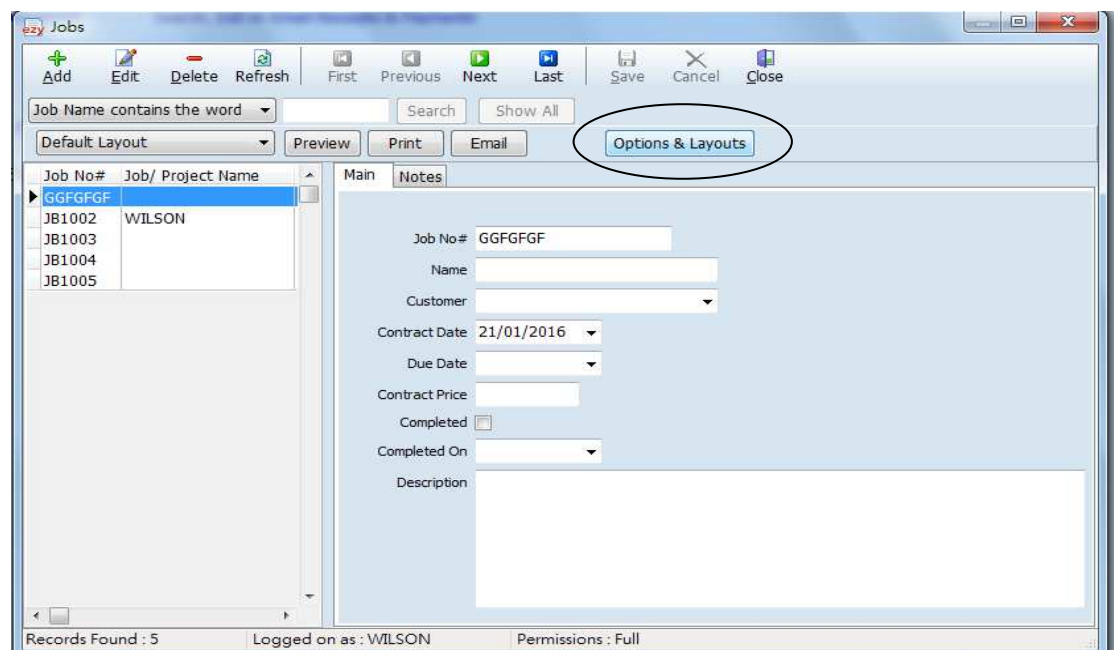 ezy Jobs
Add Edit Delete Refresh First Previous Next Last Save Cancel Close
Job Name contains the word Search Show All
Default Layout Preview Print Email Options & Layouts
Job No# Job/ Project Name Main Notes
GGFGFGF
JB1002 WILSON
JB1003
JB1004
JB1005
Job No# GGFGFGF
Name
Customer
Contract Date 21/01/2016
Due Date
Contract Price
Completed
Completed On
Description
Records Found : 5 Logged on as : WILSON Permissions : Full